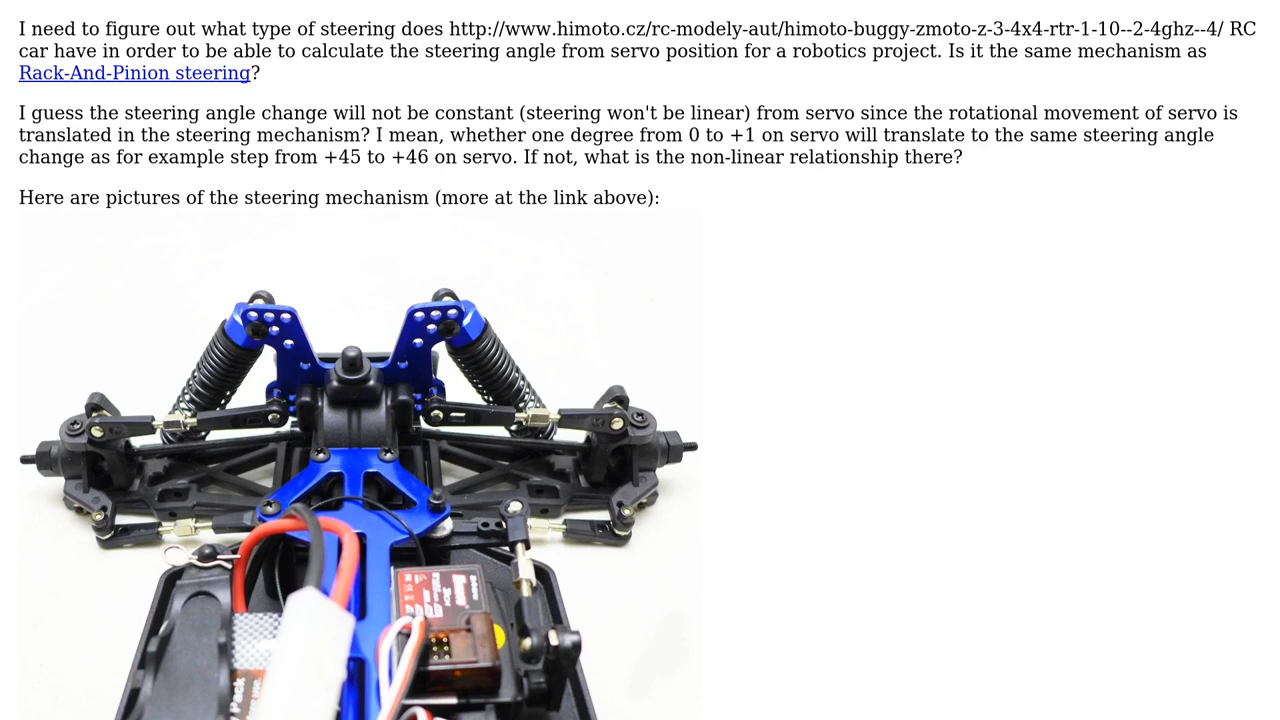 I need to figure out what type of steering does http://www.himoto.cz/rc-modely-aut/himoto-buggy-zmoto-z-3-4x4-rtr-1-10--2-4ghz--4/ RC
car have in order to be able to calculate the steering angle from servo position for a robotics project. Is it the same mechanism as
Rack-And-Pinion steering?
I guess the steering angle change will not be constant (steering won't be linear) from servo since the rotational movement of servo is
translated in the steering mechanism? I mean, whether one degree from 0 to +1 on servo will translate to the same steering angle
change as for example step from +45 to +46 on servo. If not, what is the non-linear relationship there?
Here are pictures of the steering mechanism (more at the link above):
Pack